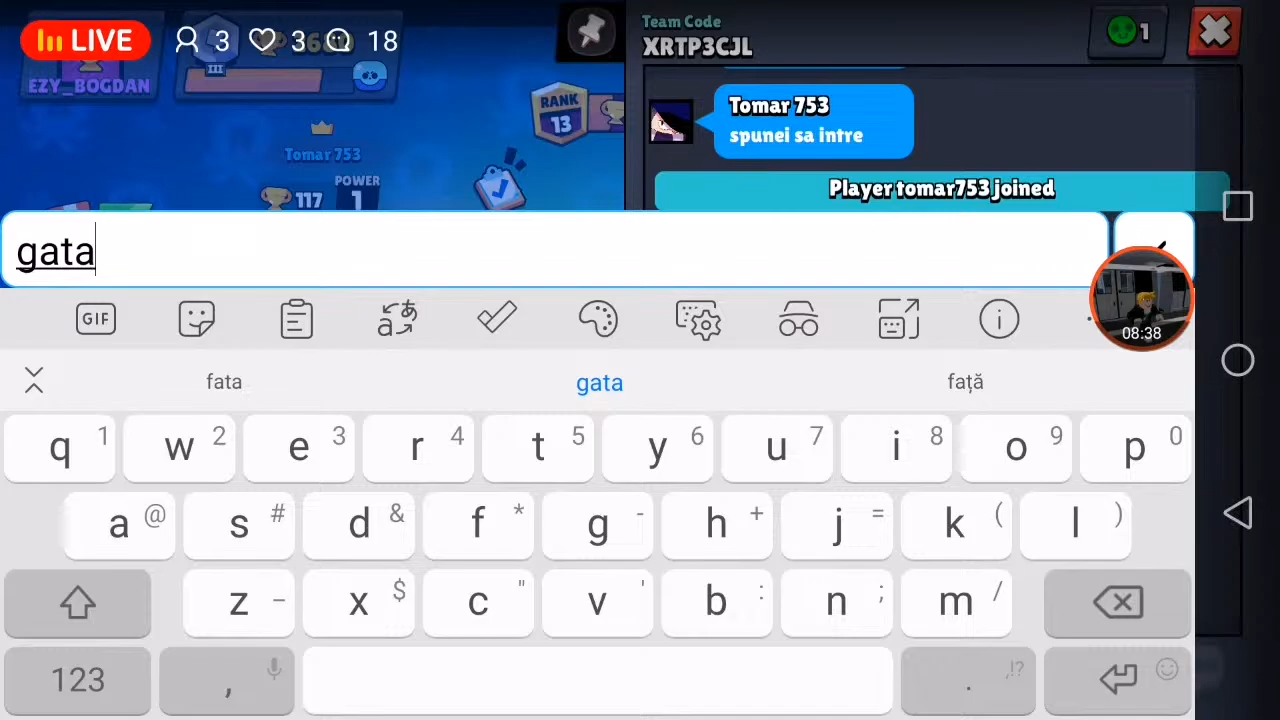 LIVE 3 3 18
EZY_BOGDAN
III
RANK
13
Tomar 753
POWER
117 1
Team Code
XRTP3CJL
1
Tomar 753
spunei sa intre
Player tomar753 joined
gata
08:38
GIF
fata gata față
q 1 w 2 e 3 r 4 t 5 y 6 u 7 i 8 o 9 p 0
a @ s # d & f * g - h + j = k ( l )
z – x $ c " v ' b : n ; m /
123 , . ,!?